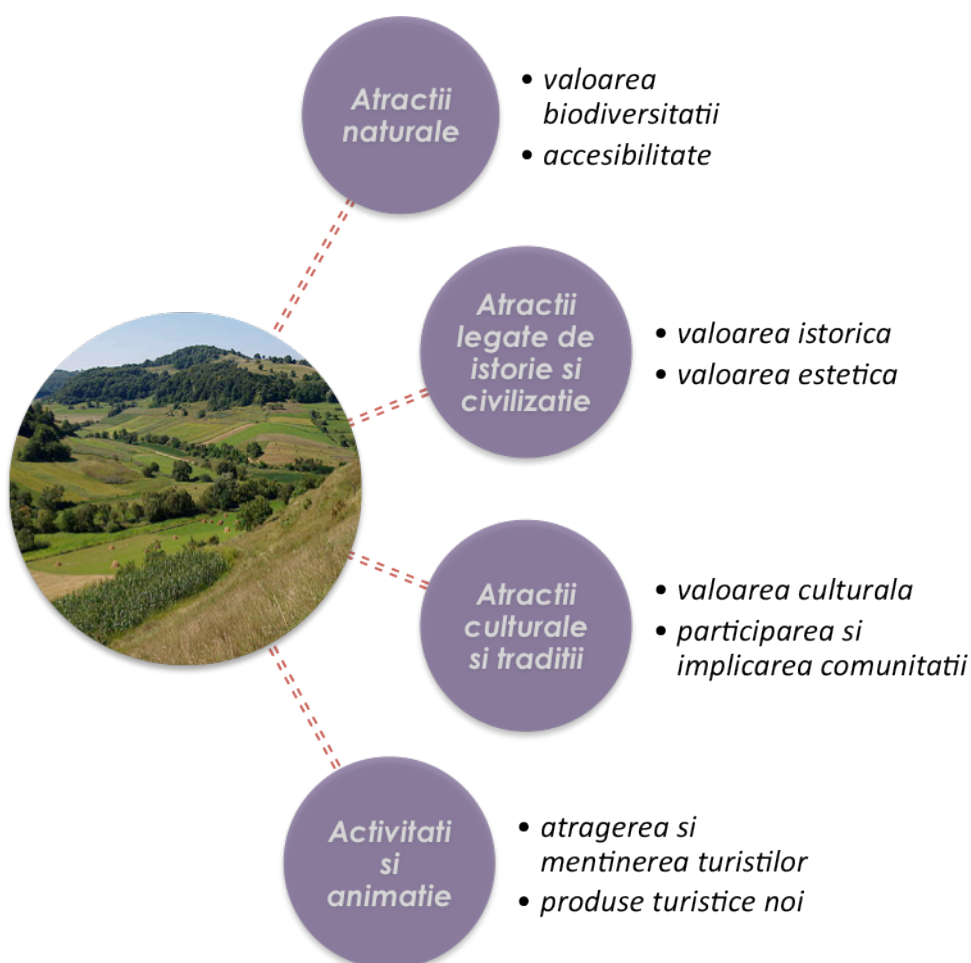 Atractii
naturale
• valoarea
biodiversitatii
• accesibilitate
Atractii
legate de
istorie si
civilizatie
• valoarea istorica
• valoarea estetica
Atractii
culturale
si traditii
• valoarea culturala
• participarea si
implicarea comunitatii
Activitati
si
animatie
• atragerea si
mentinerea turistilor
• produse turistice noi